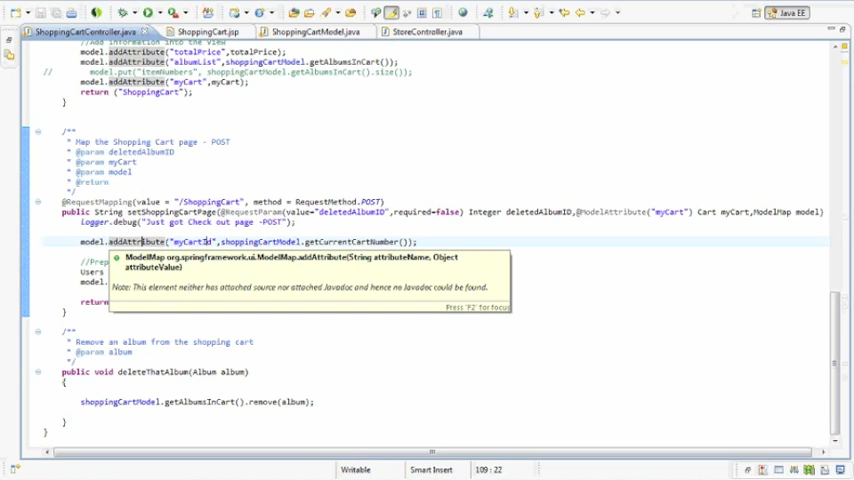 Java EE
ShoppingCartController.java
ShoppingCart.jsp
ShoppingCartModel.java
StoreController.java
//Add information into the view
model.addAttribute("totalPrice",totalPrice);
model.addAttribute("albumList",shoppingCartModel.getAlbumsInCart());
// model.put("itemNumbers", shoppingCartModel.getAlbumsInCart().size());
model.addAttribute("myCart",myCart);
return ("ShoppingCart");
}
/**
* Map the Shopping Cart page - POST
* @param deletedAlbumID
* @param myCart
* @param model
* @return
*/
@RequestMapping(value = "/ShoppingCart", method = RequestMethod.POST)
public String setShoppingCartPage(@RequestParam(value="deletedAlbumID",required=false) Integer deletedAlbumID,@ModelAttribute("myCart") Cart myCart,ModelMap model)
logger.debug("Just got Check out page -POST");
model.addAttribute("myCartId",shoppingCartModel.getCurrentCartNumber());
ModelMap org.springframework.ui.ModelMap.addAttribute(String attributeName, Object
attributeValue)
//Prep
Users
Note: This element neither has attached source nor attached Javadoc and hence no Javadoc could be found.
model.
return
Press 'F2' for focus
}
/**
* Remove an album from the shopping cart
* @param album
*/
public void deleteThatAlbum(Album album)
{
shoppingCartModel.getAlbumsInCart().remove(album);
}
}
Writable
Smart Insert
109 : 22